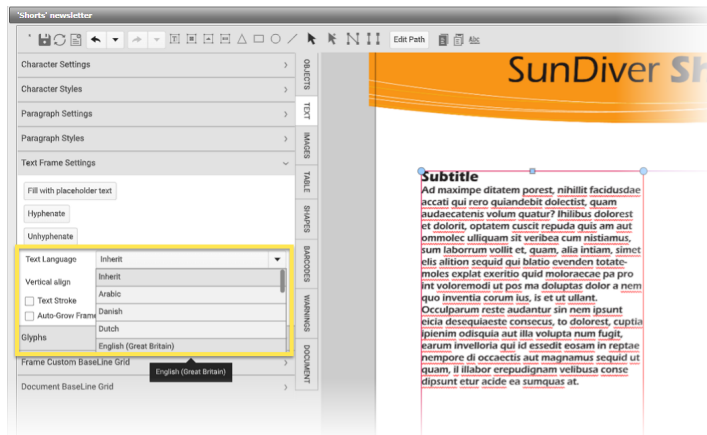 'Shorts' newsletter
Edit Path
Abc
Character Settings
Character Styles
Paragraph Settings
Paragraph Styles
Text Frame Settings
Fill with placeholder text
Hyphenate
Unhyphenate
Text Language Inherit
Vertical align
Text Stroke
Auto-Grow Frame
Inherit
Arabic
Danish
Dutch
English (Great Britain)
Glyphs
Frame Custom BaseLine Grid
English (Great Britain)
Document BaseLine Grid
OBJECTS
TEXT
IMAGES
TABLE
SHAPES
BARCODES
WARNINGS
DOCUMENT
SunDiver Sh
Subtitle
Ad maximpe ditatem porest, nihillit facidusdae
accati qui rero quiandebit dolectist, quam
audaecatenis volum quatur? Ihilibus dolorest
et dolorit, optatem cuscit repuda quis am aut
ommolec ulliquam sit veribea cum nistiamus,
sum laborrum vollit et, quam, alia intiam, simet
elis alition sequid qui blatio evenden totate-
moles explat exeritio quid moloraecae pa pro
int voloremodi ut pos ma doluptas dolor a nem
quo inventia corum ius, is et ut ullant.
Occulparum reste audantur sin nem ipsunt
eicia desequiaeste consecus, to dolorest, cuptia
ipienim odisquia aut illa volupta num fugit,
earum invelloria qui id essedit eosam in reptae
nempore di occaectis aut magnamus sequid ut
quam, il illabor erepudignam velibusa conse
dipsunt etur acide ea sumquas at.